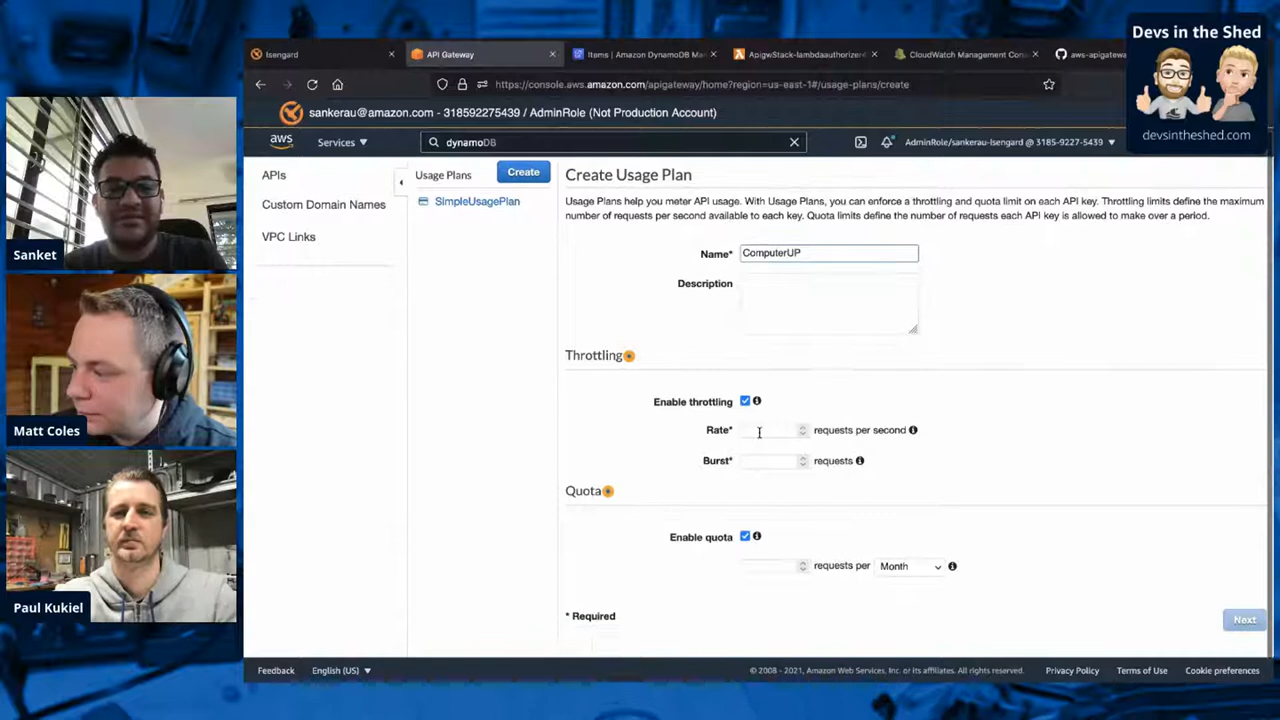 Devs in the Shed
devsintheshed.com
Sanket
Matt Coles
Paul Kukiel
Isengard
API Gateway
Items | Amazon DynamoDB Ma
ApigwStack-lambdaauthorizer
CloudWatch Management Con
aws-apigatew
https://console.aws.amazon.com/apigateway/home?region=us-east-1#/usage-plans/create
sankerau@amazon.com - 318592275439 / AdminRole (Not Production Account)
aws
Services
dynamoDB
AdminRole/sankerau-Isengard @ 3185-9227-5439
APIs
Custom Domain Names
VPC Links
Usage Plans
Create
SimpleUsagePlan
Create Usage Plan
Usage Plans help you meter API usage. With Usage Plans, you can enforce a throttling and quota limit on each API key. Throttling limits define the maximum
number of requests per second available to each key. Quota limits define the number of requests each API key is allowed to make over a period.
Name* ComputerUP
Description
Throttling
Enable throttling
Rate* requests per second
Burst* requests
Quota
Enable quota
requests per Month
* Required
Next
Feedback English (US)
© 2008 - 2021, Amazon Web Services, Inc. or its affiliates. All rights reserved. Privacy Policy Terms of Use Cookie preferences